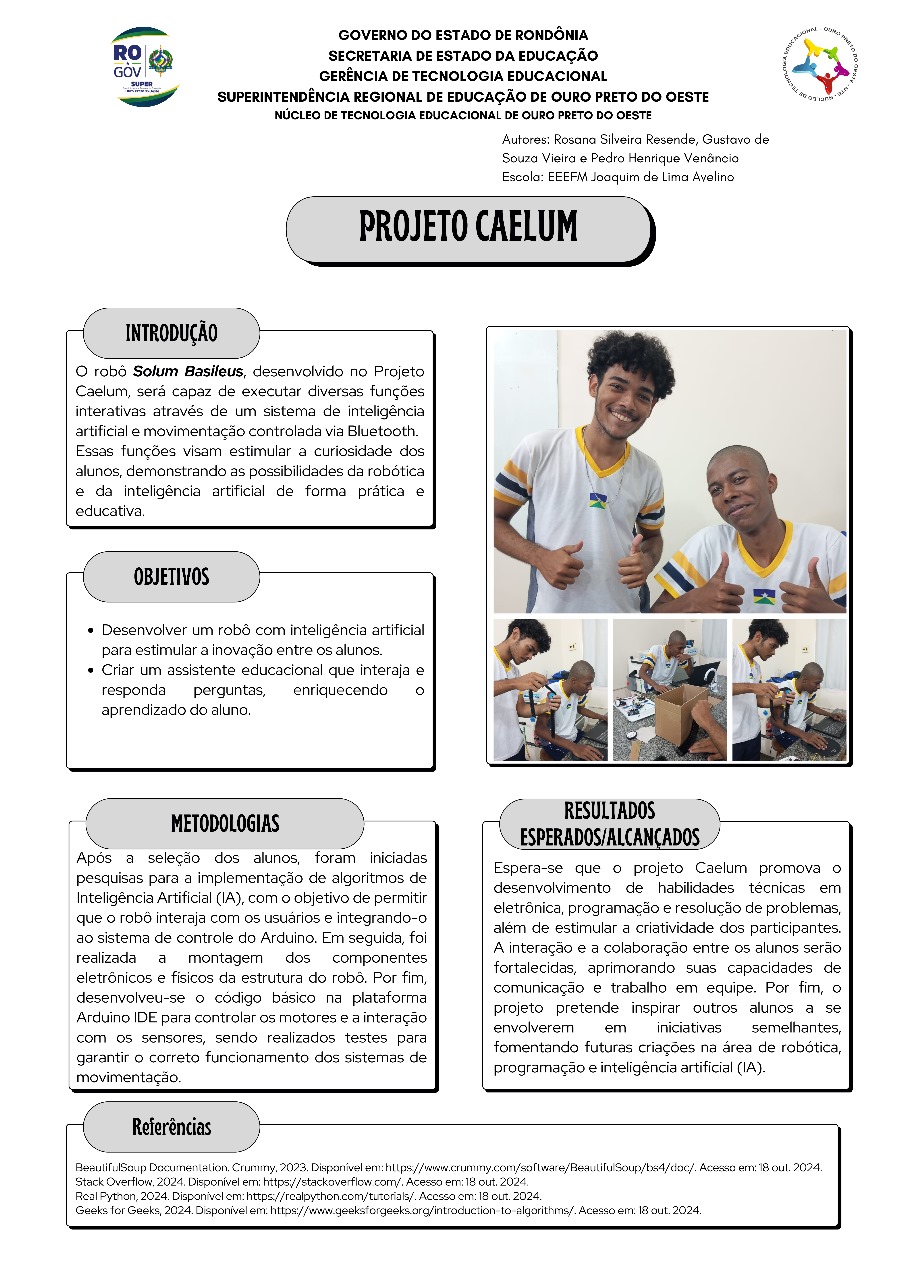 GOVERNO DO ESTADO DE RONDÔNIA
SECRETARIA DE ESTADO DA EDUCAÇÃO
GERÊNCIA DE TECNOLOGIA EDUCACIONAL
SUPERINTENDÊNCIA REGIONAL DE EDUCAÇÃO DE OURO PRETO DO OESTE
NÚCLEO DE TECNOLOGIA EDUCACIONAL DE OURO PRETO DO OESTE
RO
GOV
SUPER
Autores: Rosana Silveira Resende, Gustavo de
Souza Vieira e Pedro Henrique Venâncio
Escola: EEEFM Joaquim de Lima Avelino
PROJETO CAELUM
INTRODUÇÃO
O robô Solum Basileus, desenvolvido no Projeto
Caelum, será capaz de executar diversas funções
interativas através de um sistema de inteligência
artificial e movimentação controlada via Bluetooth.
Essas funções visam estimular a curiosidade dos
alunos, demonstrando as possibilidades da robótica
e da inteligência artificial de forma prática e
educativa.
OBJETIVOS
• Desenvolver um robô com inteligência artificial
para estimular a inovação entre os alunos.
• Criar um assistente educacional que interaja e
responda perguntas, enriquecendo o
aprendizado do aluno.
METODOLOGIAS
Após a seleção dos alunos, foram iniciadas
pesquisas para a implementação de algoritmos de
Inteligência Artificial (IA), com o objetivo de permitir
que o robô interaja com os usuários e integrando-o
ao sistema de controle do Arduino. Em seguida, foi
realizada a montagem dos componentes
eletrônicos e físicos da estrutura do robô. Por fim,
desenvolveu-se o código básico na plataforma
Arduino IDE para controlar os motores e a interação
com os sensores, sendo realizados testes para
garantir o correto funcionamento dos sistemas de
movimentação.
RESULTADOS
ESPERADOS/ALCANÇADOS
Espera-se que o projeto Caelum promova o
desenvolvimento de habilidades técnicas em
eletrônica, programação e resolução de problemas,
além de estimular a criatividade dos participantes.
A interação e a colaboração entre os alunos serão
fortalecidas, aprimorando suas capacidades de
comunicação e trabalho em equipe. Por fim, o
projeto pretende inspirar outros alunos a se
envolverem em iniciativas semelhantes,
fomentando futuras criações na área de robótica,
programação e inteligência artificial (IA).
Referências
BeautifulSoup Documentation. Crummy, 2023. Disponível em: https://www.crummy.com/software/BeautifulSoup/bs4/doc/. Acesso em: 18 out. 2024.
Stack Overflow, 2024. Disponível em: https://stackoverflow.com/. Acesso em: 18 out. 2024.
Real Python, 2024. Disponível em: https://realpython.com/tutorials/. Acesso em: 18 out. 2024.
Geeks for Geeks, 2024. Disponível em: https://www.geeksforgeeks.org/introduction-to-algorithms/. Acesso em: 18 out. 2024.